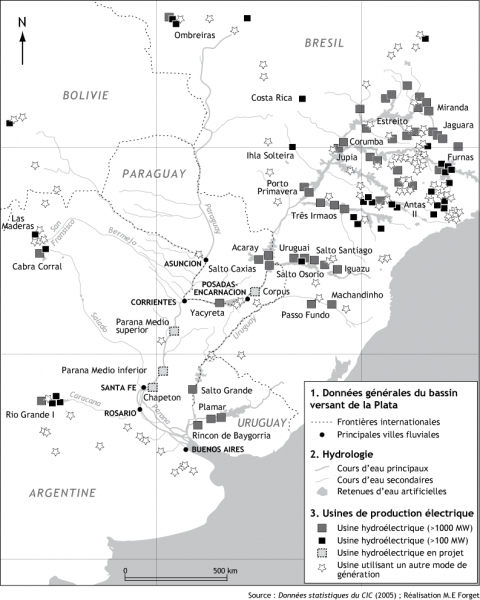 N
Ombreiras
BRESIL
BOLIVIE
Costa Rica
Miranda
Estreito
Jaguara
Corumba
Ihla Solteira
Jupia
Furnas
PARAGUAY
Porto
Primavera
Antas
II
Três Irmaos
Las
Maderas
San
Fransisco
Bermejo
Paraguay
Cabra Corral
Acaray
Uruguai
Salto Santiago
ASUNCION
Salto Caxias
Salto Osorio
Iguazu
POSADAS-
ENCARNACION
Corpus
CORRIENTES
Yacyreta
Machandinho
Salado
Parana Medio
superior
Uruguay
Passo Fundo
Parana Medio inferior
SANTA FE
Chapeton
Salto Grande
Caracana
Rio Grande I
ROSARIO
Parana
Plamar
URUGUAY
Rincon de Baygorria
BUENOS AIRES
ARGENTINE
0
500 km
1. Données générales du bassin
versant de la Plata
Frontières internationales
Principales villes fluviales
2. Hydrologie
Cours d'eau principaux
Cours d'eau secondaires
Retenues d'eau artificielles
3. Usines de production électrique
Usine hydroélectrique (>1000 MW)
Usine hydroélectrique (>100 MW)
Usine hydroélectrique en projet
Usine utilisant un autre mode de
génération
Source : Données statistiques du CIC (2005) ; Réalisation M.E Forget